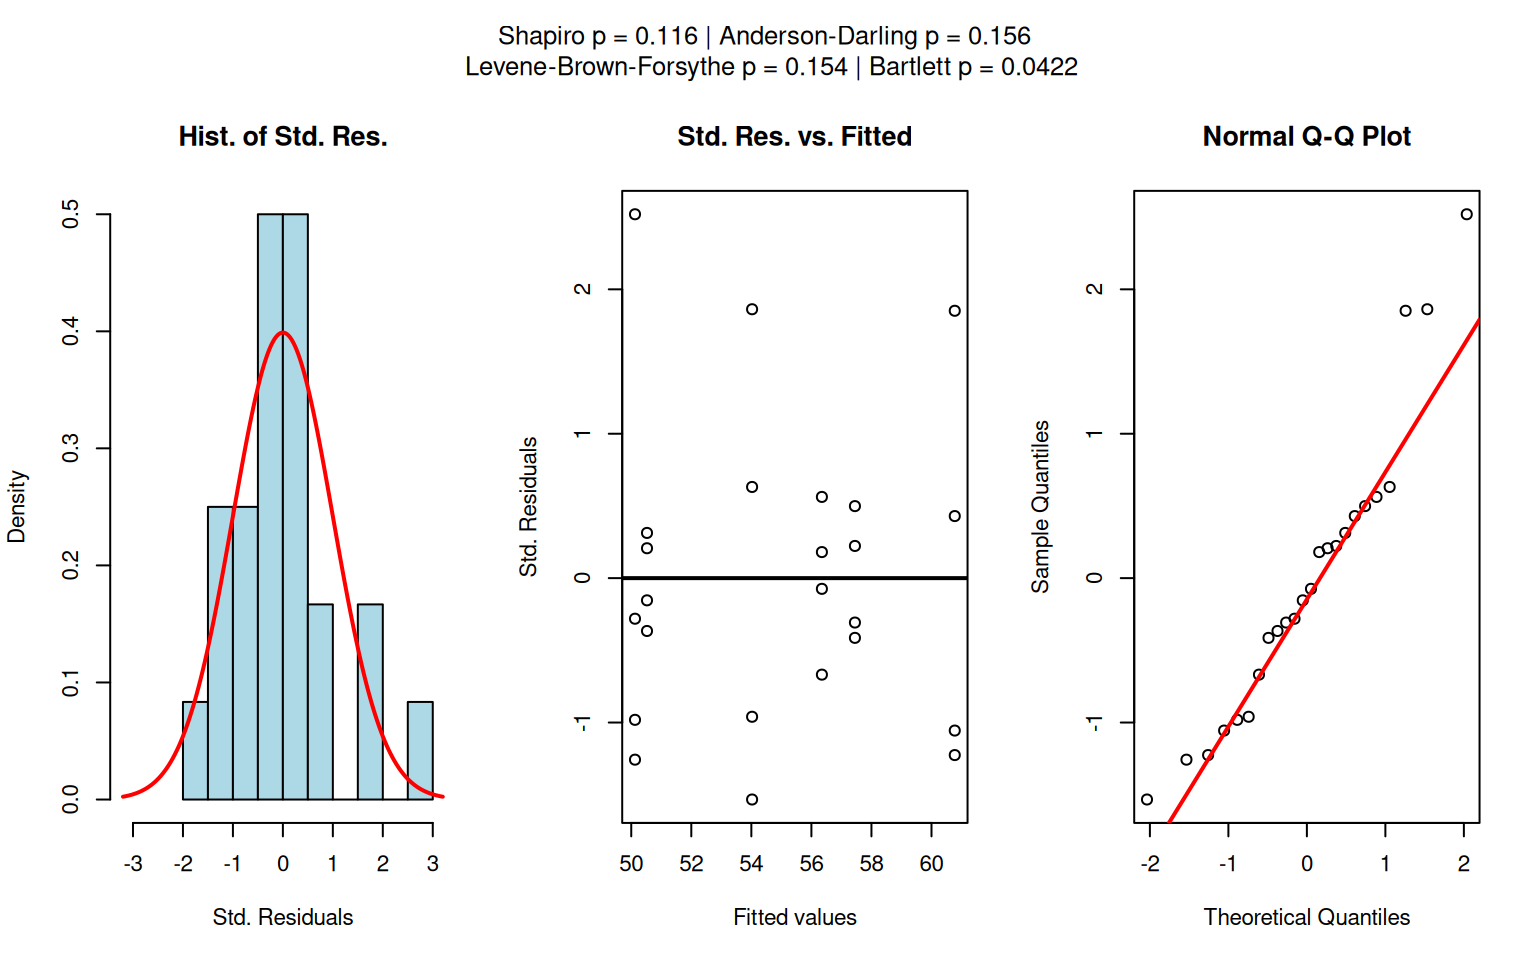 Shapiro p = 0.116 | Anderson-Darling p = 0.156
Levene-Brown-Forsythe p = 0.154 | Bartlett p = 0.0422
Hist. of Std. Res.
Density
0.0 0.1 0.2 0.3 0.4 0.5
-3 -2 -1 0 1 2 3
Std. Residuals
Std. Res. vs. Fitted
Std. Residuals
-1 0 1 2
50 52 54 56 58 60
Fitted values
Normal Q-Q Plot
Sample Quantiles
-1 0 1 2
-2 -1 0 1 2
Theoretical Quantiles